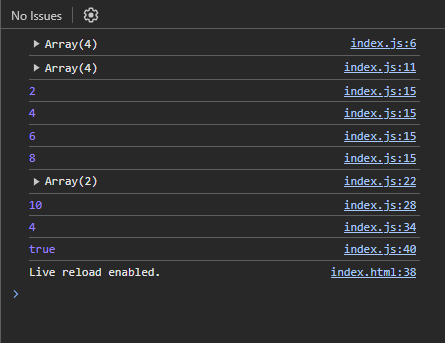 No Issues
Array(4) index.js:6
Array(4) index.js:11
2 index.js:15
4 index.js:15
6 index.js:15
8 index.js:15
Array(2) index.js:22
10 index.js:28
4 index.js:34
true index.js:40
Live reload enabled. index.html:38